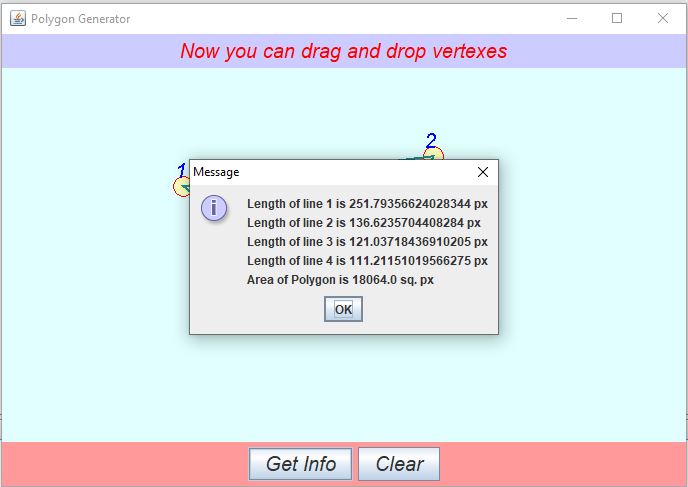 Polygon Generator
Now you can drag and drop vertexes
2
1
Message
Length of line 1 is 251.79356624028344 px
Length of line 2 is 136.6235704408284 px
Length of line 3 is 121.03718436910205 px
Length of line 4 is 111.21151019566275 px
Area of Polygon is 18064.0 sq. px
OK
Get Info Clear